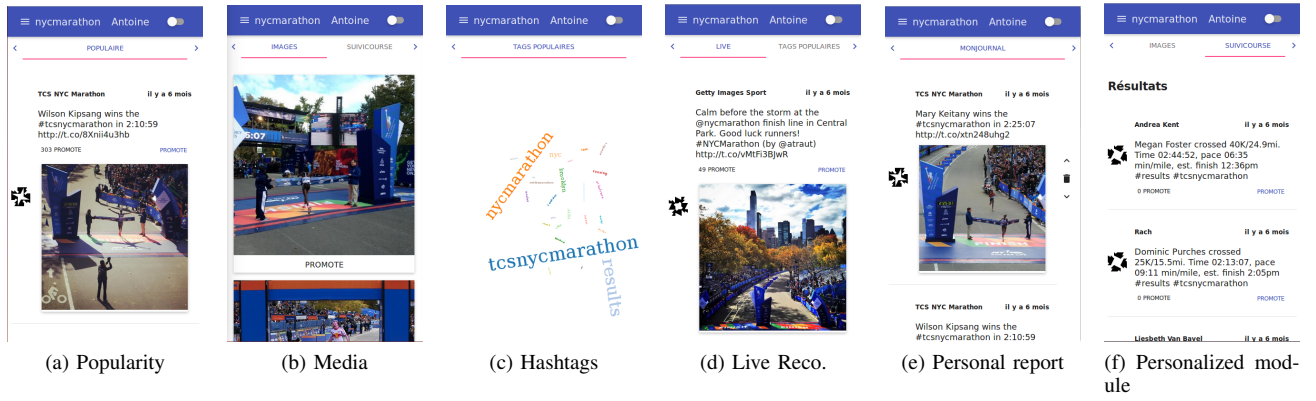 nycmarathon Antoine
POPULAIRE
TCS NYC Marathon il y a 6 mois
Wilson Kipsang wins the
#tcsnycmarathon in 2:10:59
http://t.co/8Xnii4u3hb
303 PROMOTE PROMOTE
(a) Popularity
nycmarathon Antoine
IMAGES SUIVICOURSE
PROMOTE
(b) Media
nycmarathon Antoine
TAGS POPULAIRES
nycmarathon
nyc
brooklyn
running
tcsnycmarathon
results
(c) Hashtags
nycmarathon Antoine
LIVE TAGS POPULAIRES
Getty Images Sport il y a 6 mois
Calm before the storm at the
@nycmarathon finish line in Central
Park. Good luck runners!
#NYCMarathon (by @atraut)
http://t.co/vMtFi3BJwR
49 PROMOTE PROMOTE
(d) Live Reco.
nycmarathon Antoine
MONJOURNAL
TCS NYC Marathon il y a 6 mois
Mary Keitany wins the
#tcsnycmarathon in 2:25:07
http://t.co/xtn248uhg2
FINISH
TCS NYC Marathon il y a 6 mois
Wilson Kipsang wins the
#tcsnycmarathon in 2:10:59
(e) Personal report
nycmarathon Antoine
IMAGES SUIVICOURSE
Résultats
Andrea Kent il y a 6 mois
Megan Foster crossed 40K/24.9mi.
Time 02:44:52, pace 06:35
min/mile, est. finish 12:36pm
#results #tcsnycmarathon
0 PROMOTE PROMOTE
Rach il y a 6 mois
Dominic Purches crossed
25K/15.5mi. Time 02:13:07, pace
09:11 min/mile, est. finish 2:05pm
#results #tcsnycmarathon
0 PROMOTE PROMOTE
Liesbeth Van Bavel il y a 6 mois
(f) Personalized mod-
ule